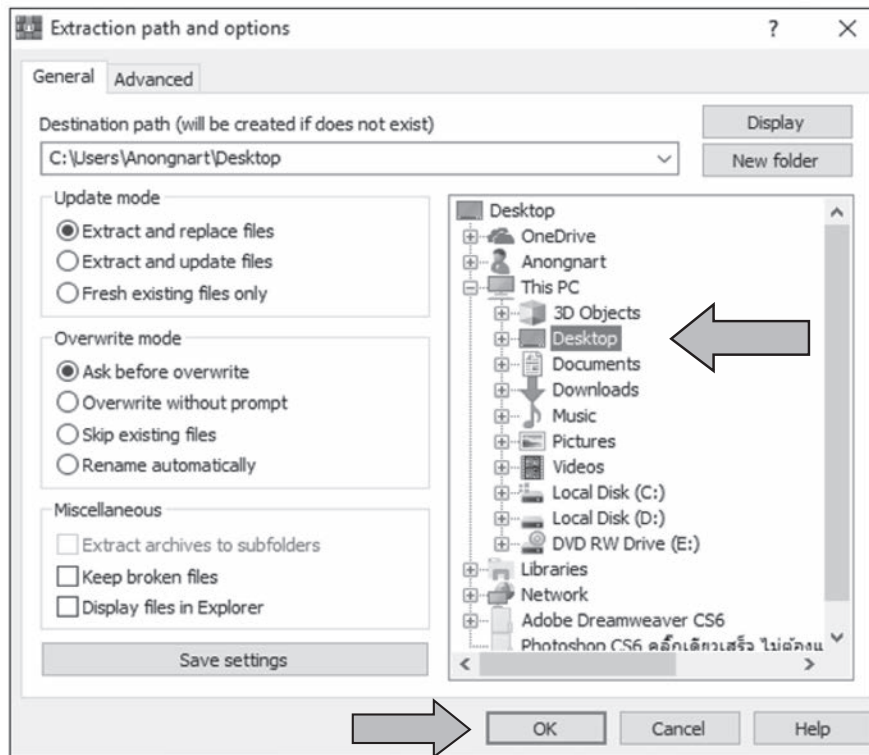 Extraction path and options
General
Advanced
Destination path (will be created if does not exist)
Display
C:\Users\Anongnart\Desktop
New folder
Update mode
Extract and replace files
Extract and update files
Fresh existing files only
Overwrite mode
Ask before overwrite
Overwrite without prompt
Skip existing files
Rename automatically
Miscellaneous
Extract archives to subfolders
Keep broken files
Display files in Explorer
Save settings
Desktop
OneDrive
Anongnart
This PC
3D Objects
Desktop
Documents
Downloads
Music
Pictures
Videos
Local Disk (C:)
Local Disk (D:)
DVD RW Drive (E:)
Libraries
Network
Adobe Dreamweaver CS6
Photoshop CS6 คลิ๊กเดียวเสร็จ ไม่ต้องแ
OK
Cancel
Help